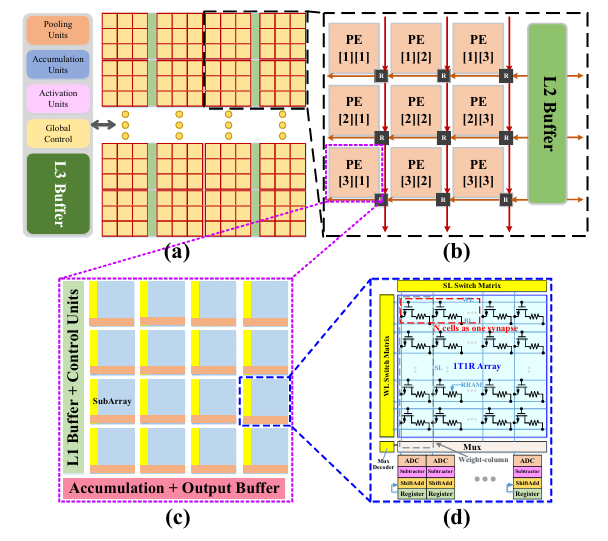 Pooling
Units
Accumulation
Units
Activation
Units
Global
Control
L3 Buffer
(a)
PE
[1][1]
PE
[1][2]
PE
[1][3]
R
R
R
PE
[2][1]
PE
[2][2]
PE
[2][3]
R
R
R
PE
[3][1]
PE
[3][2]
PE
[3][3]
R
R
R
L2 Buffer
(b)
L1 Buffer + Control Units
SubArray
Accumulation + Output Buffer
(c)
SL Switch Matrix
WL Switch Matrix
WL
BL
N cells as one synapse
SL
1T1R Array
RRAM
Mux
Mux
Decoder
Weight-column
ADC
ADC
ADC
Subtractor
Subtractor
Subtractor
ShiftAdd
ShiftAdd
ShiftAdd
Register
Register
Register
(d)